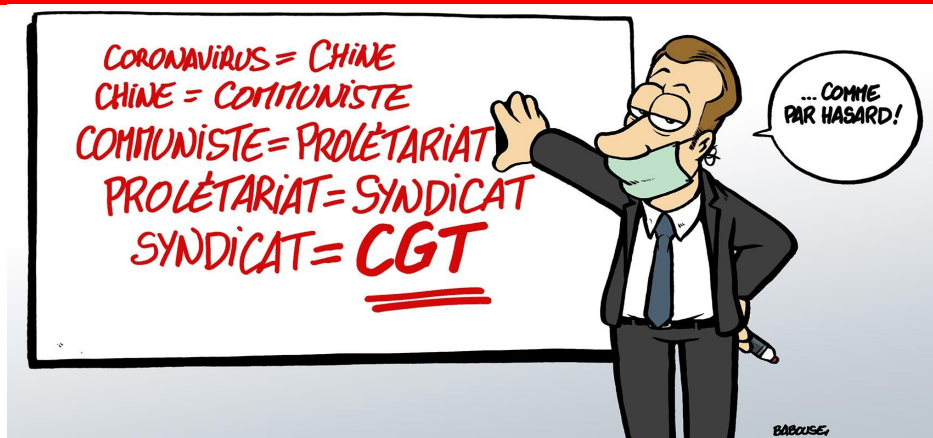 CORONAVIRUS = CHINE
CHINE = COMMUNISTE
COMMUNISTE = PROLÉTARIAT
PROLÉTARIAT = SYNDICAT
SYNDICAT = CGT
... COMME
PAR HASARD !
BABOUSE